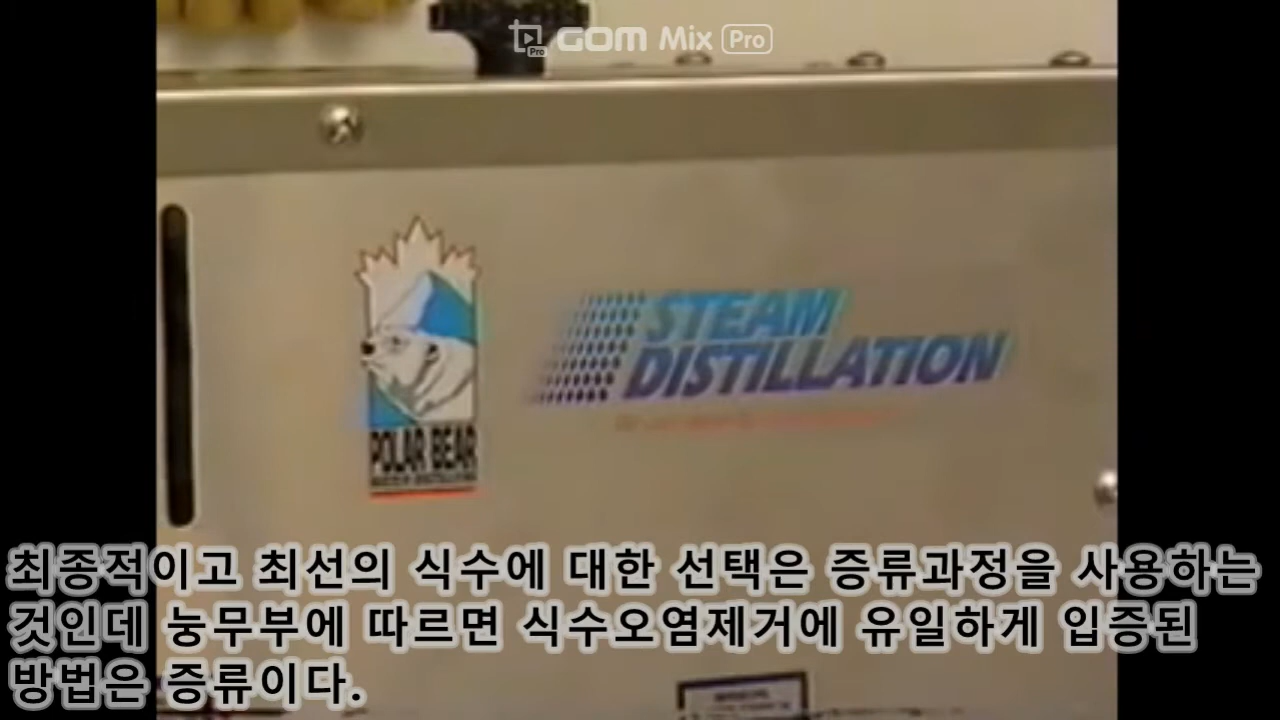 GOM Mix Pro
STEAM
DISTILLATION
POLAR BEAR
최종적이고 최선의 식수에 대한 선택은 증류과정을 사용하는
것인데 눙무부에 따르면 식수오염제거에 유일하게 입증된
방법은 증류이다.